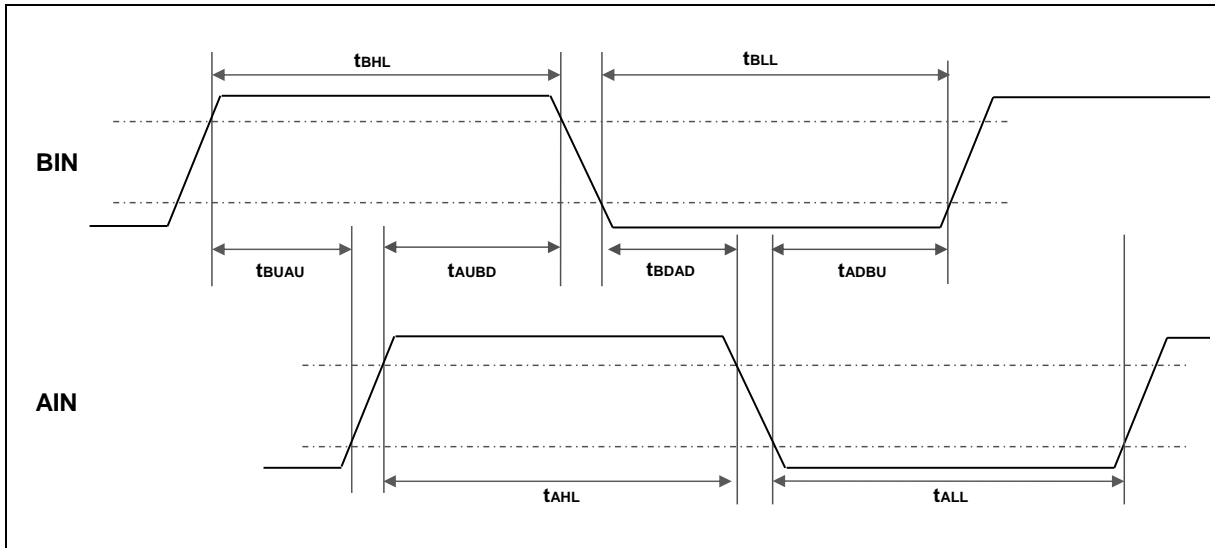 tBHL
tBLL
BIN
tBUAU
tAUBD
tBDAD
tADBU
AIN
tAHL
tALL